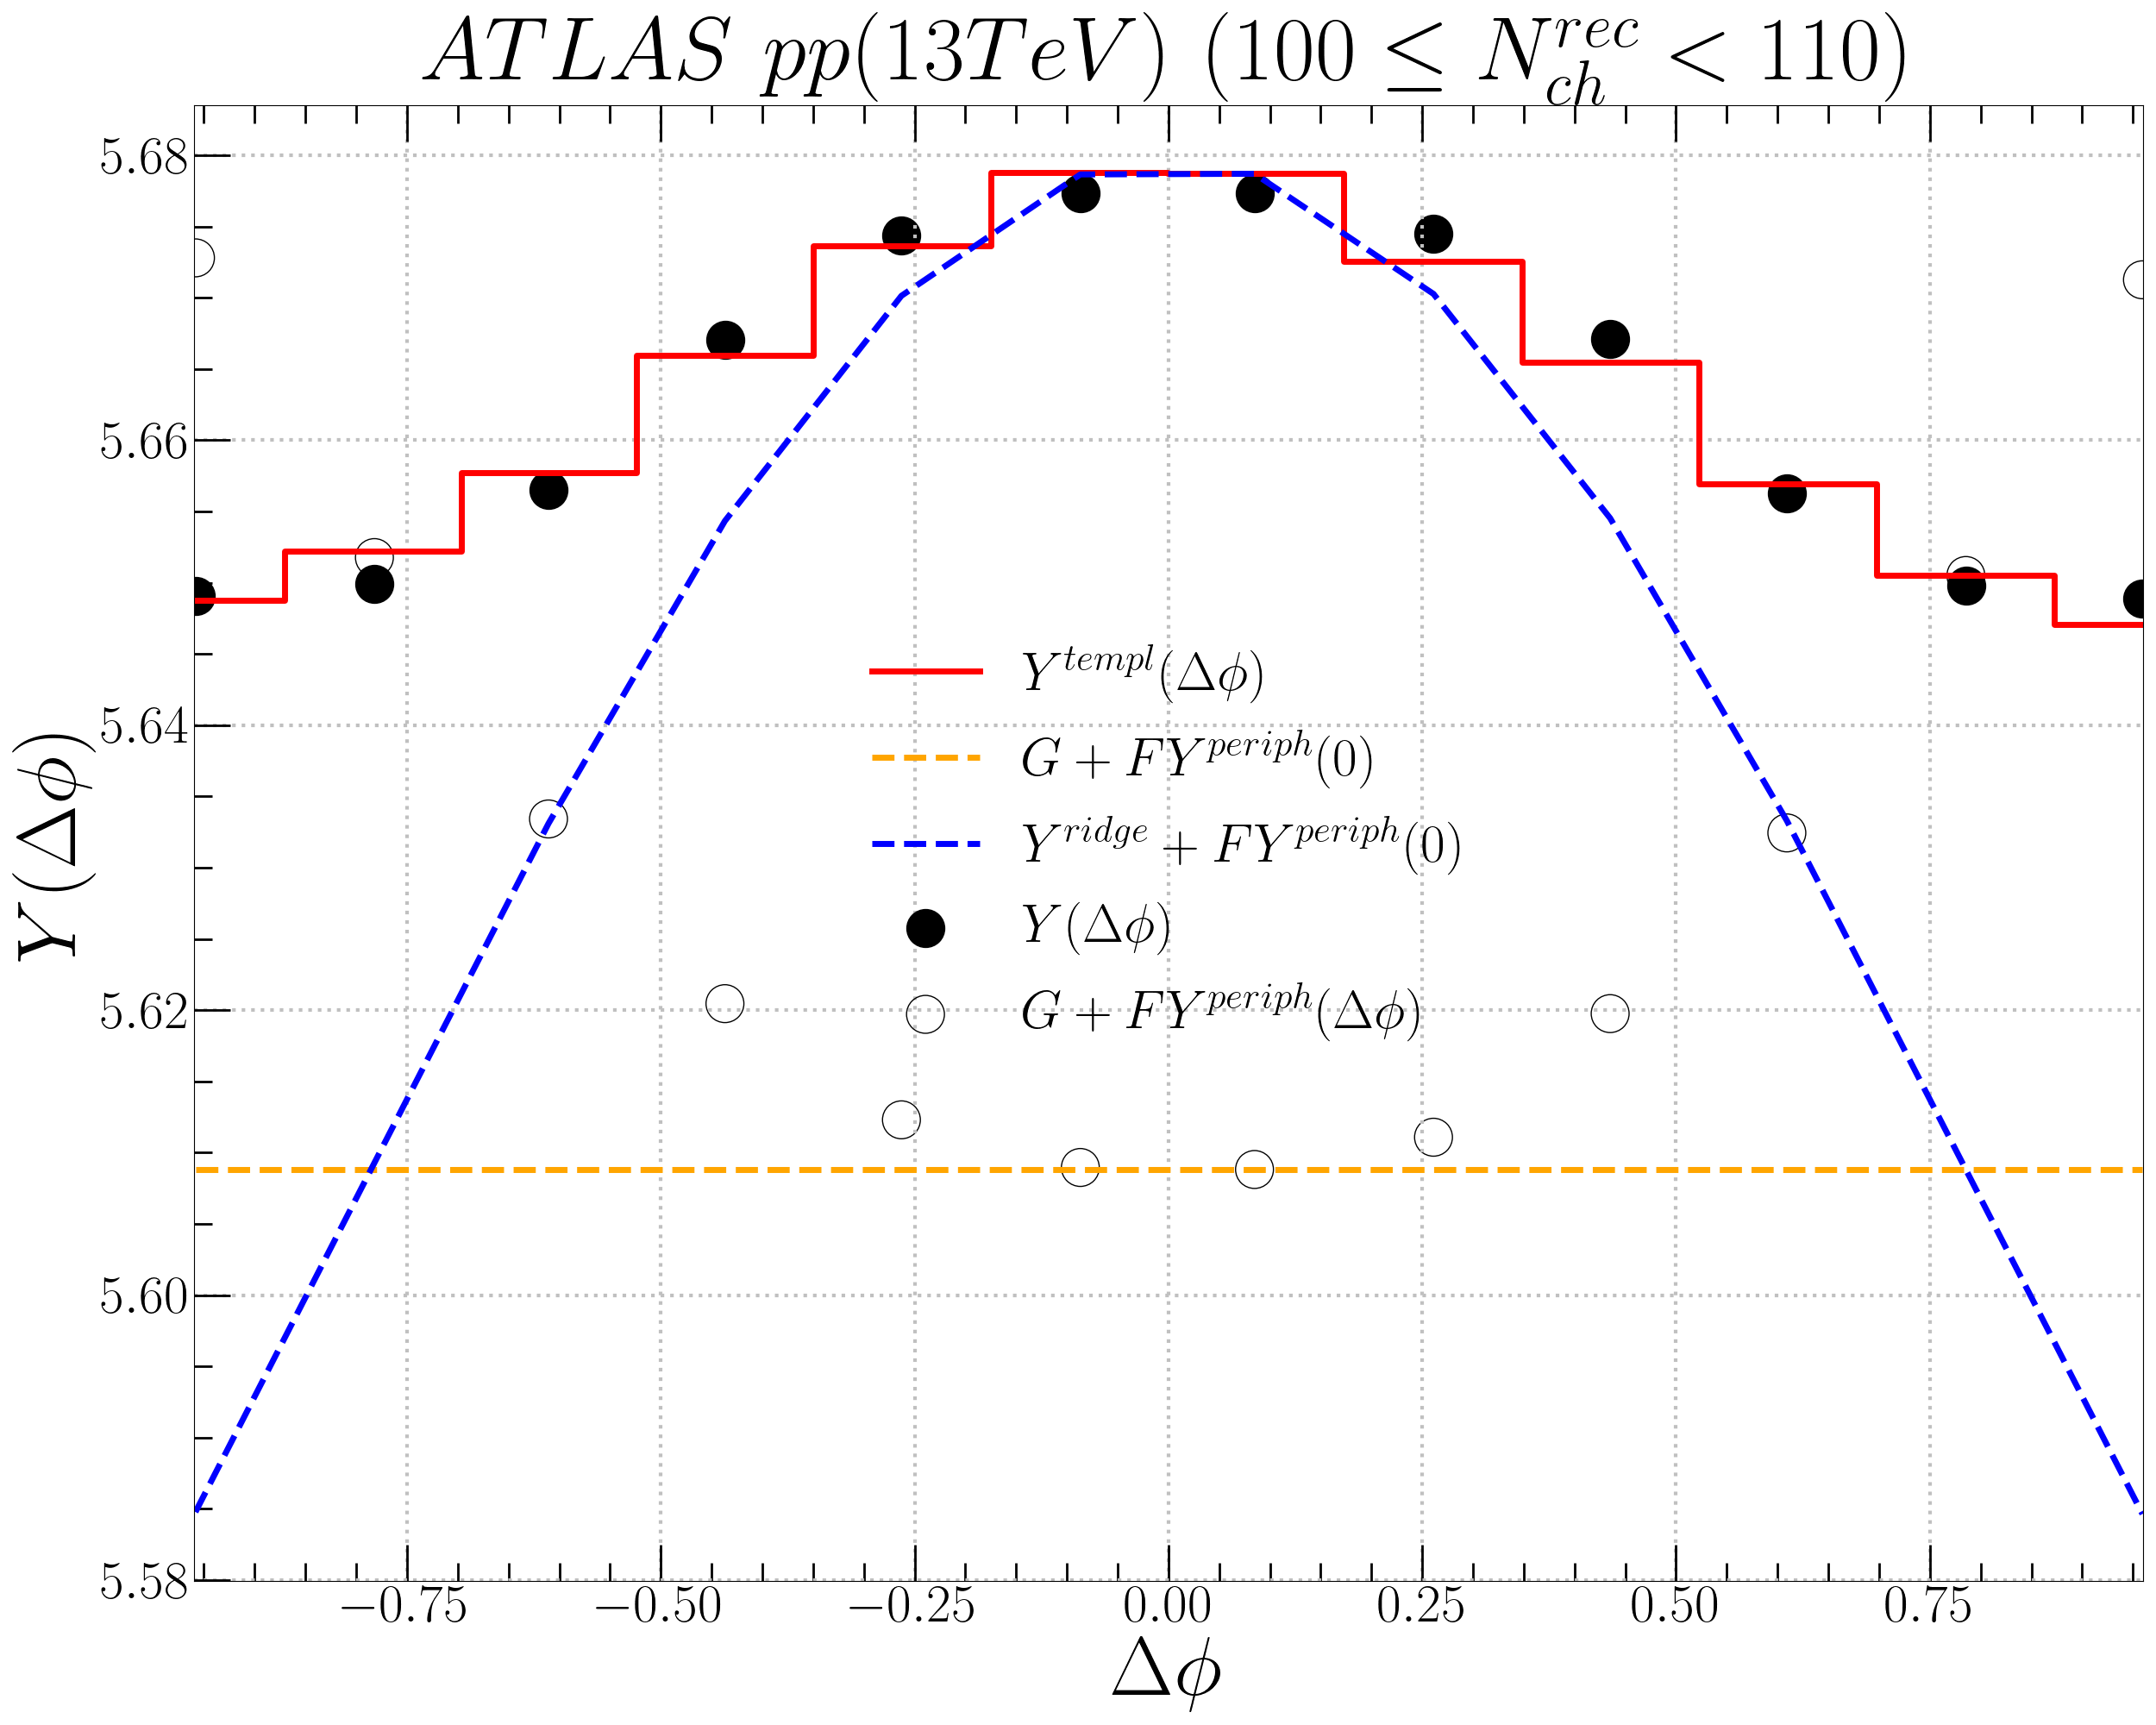 ATLAS pp(13TeV) (100 ≤ N_{ch}^{rec} < 110)
5.68
5.66
5.64
5.62
5.60
5.58
Y(Δϕ)
Y^{templ}(Δϕ)
G + FY^{periph}(0)
Y^{ridge} + FY^{periph}(0)
Y(Δϕ)
G + FY^{periph}(Δϕ)
−0.75 −0.50 −0.25 0.00 0.25 0.50 0.75
Δϕ